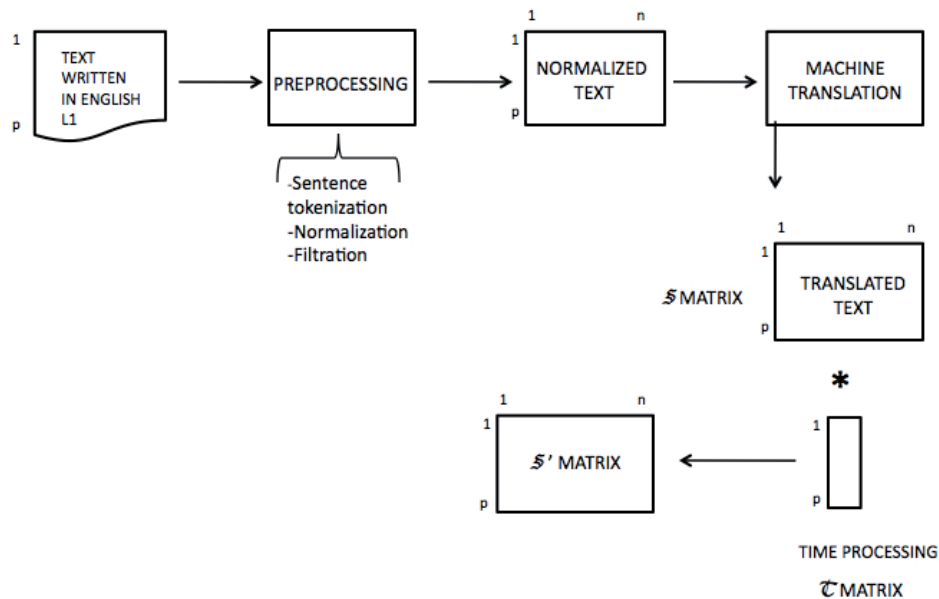 1
TEXT
WRITTEN
IN ENGLISH
L1
p
PREPROCESSING
-Sentence
tokenization
-Normalization
-Filtration
1 n
1
NORMALIZED
TEXT
p
MACHINE
TRANSLATION
1 n
1
TRANSLATED
TEXT
p
𝕾 MATRIX
*
1
p
TIME PROCESSING
𝕿 MATRIX
1 n
1
𝕾' MATRIX
p